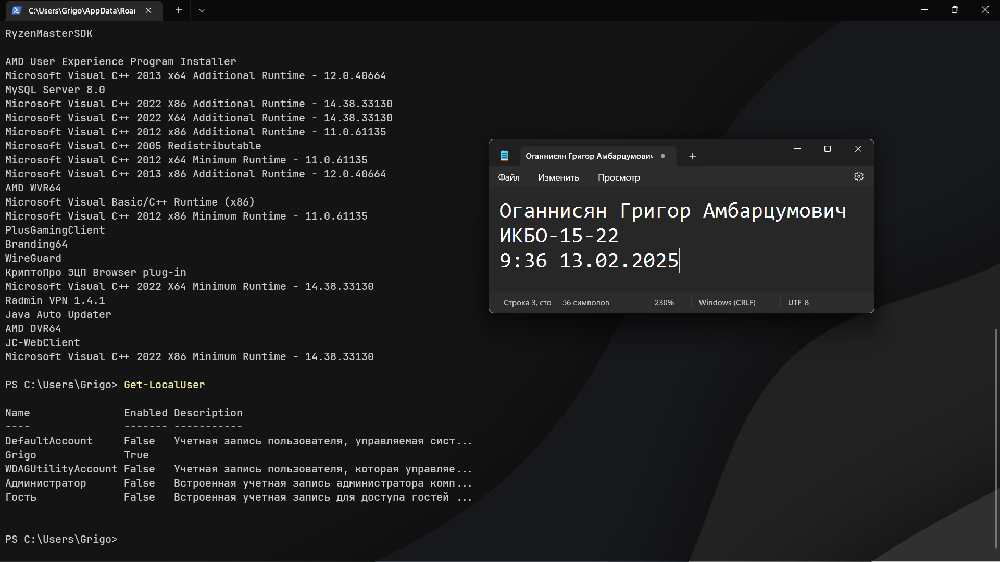 C:\Users\Grigo\AppData\Roar
RyzenMasterSDK
AMD User Experience Program Installer
Microsoft Visual C++ 2013 x64 Additional Runtime - 12.0.40664
MySQL Server 8.0
Microsoft Visual C++ 2022 X86 Additional Runtime - 14.38.33130
Microsoft Visual C++ 2022 X64 Additional Runtime - 14.38.33130
Microsoft Visual C++ 2012 x86 Additional Runtime - 11.0.61135
Microsoft Visual C++ 2005 Redistributable
Microsoft Visual C++ 2012 x64 Minimum Runtime - 11.0.61135
Microsoft Visual C++ 2013 x86 Additional Runtime - 12.0.40664
AMD WVR64
Microsoft Visual Basic/C++ Runtime (x86)
Microsoft Visual C++ 2012 x86 Minimum Runtime - 11.0.61135
PlusGamingClient
Branding64
WireGuard
КриптоПро ЭЦП Browser plug-in
Microsoft Visual C++ 2022 X64 Minimum Runtime - 14.38.33130
Radmin VPN 1.4.1
Java Auto Updater
AMD DVR64
JC-WebClient
Microsoft Visual C++ 2022 X86 Minimum Runtime - 14.38.33130
PS C:\Users\Grigo> Get-LocalUser
Name Enabled Description
---- ------- -----------
DefaultAccount False Учетная запись пользователя, управляемая сист...
Grigo True
WDAGUtilityAccount False Учетная запись пользователя, которая управляе...
Администратор False Встроенная учетная запись администратора комп...
Гость False Встроенная учетная запись для доступа гостей ...
PS C:\Users\Grigo>
Оганнисян Григор Амбарцумович
Файл Изменить Просмотр
Оганнисян Григор Амбарцумович
ИКБО-15-22
9:36 13.02.2025
Строка 3, сто 56 символов 230% Windows (CRLF) UTF-8